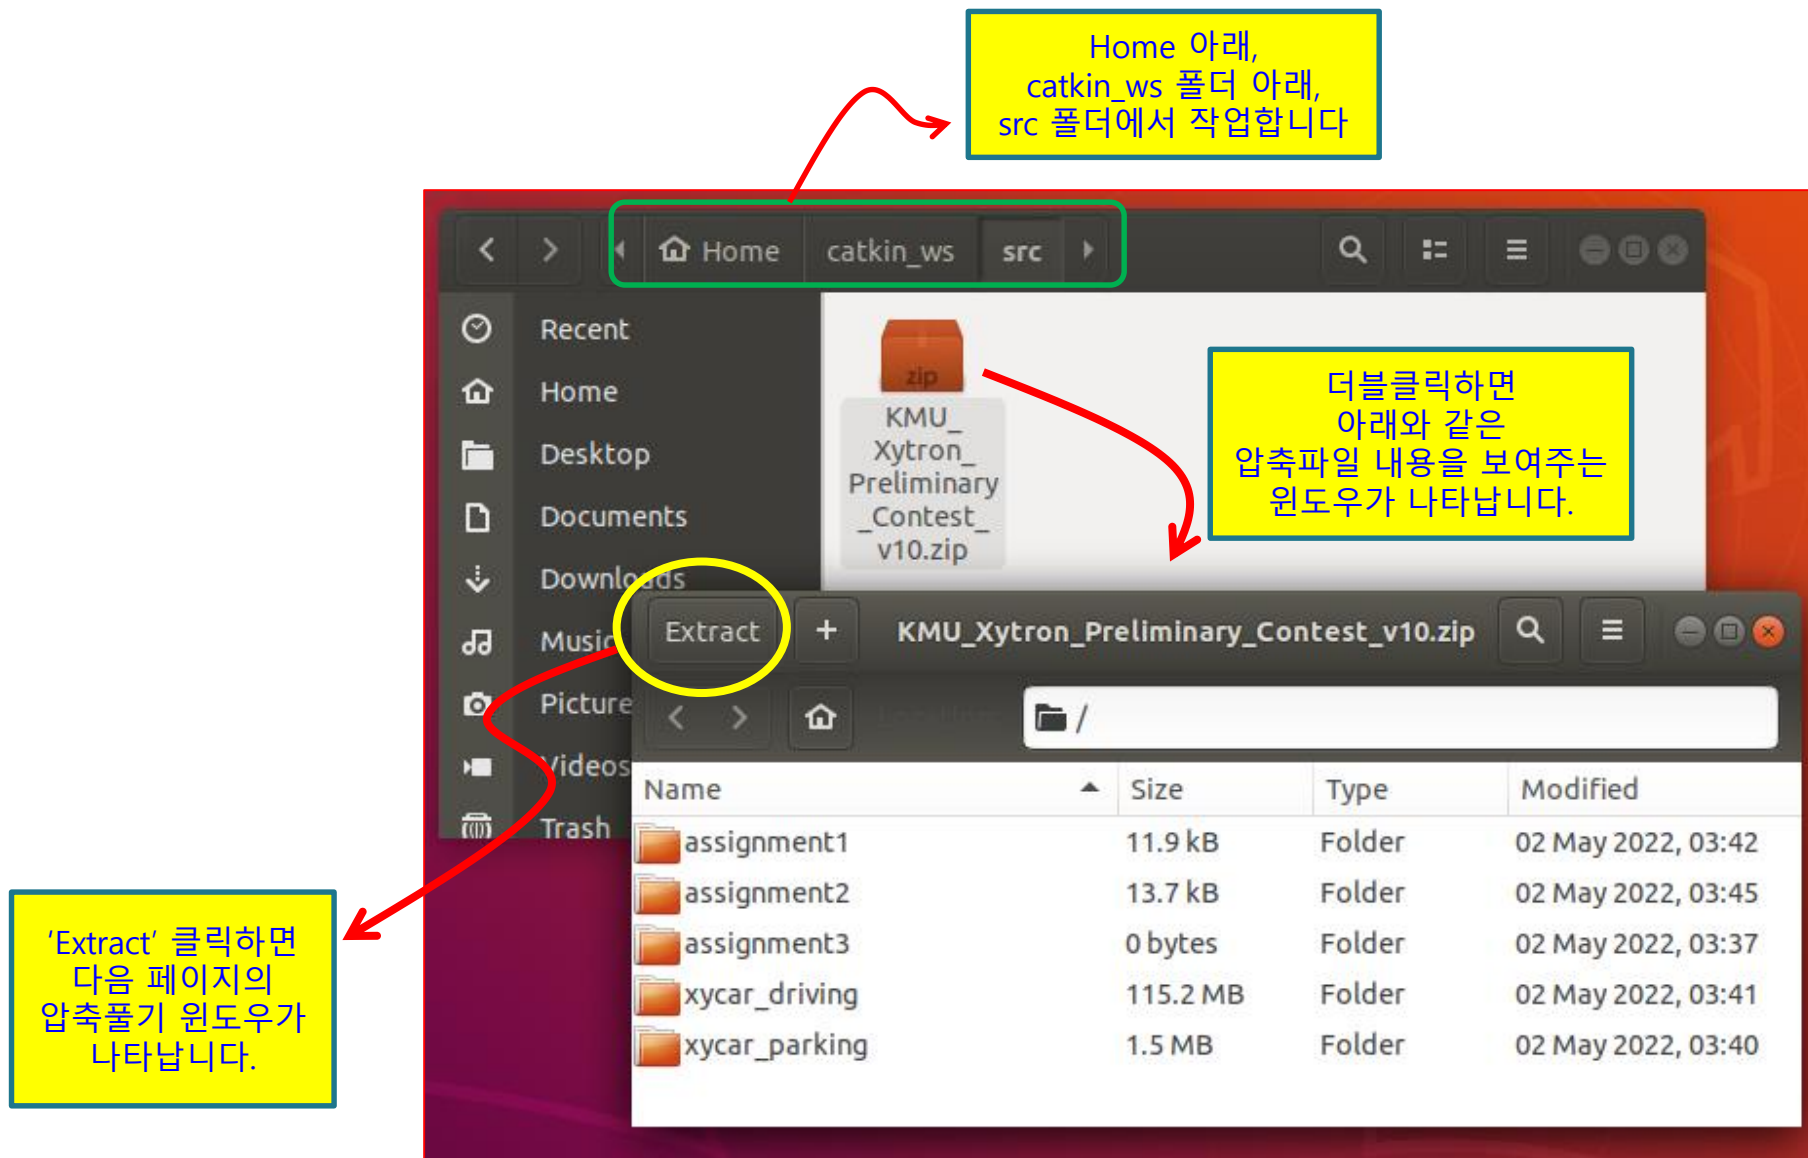 Home 아래,
catkin_ws 폴더 아래,
src 폴더에서 작업합니다
Home catkin_ws src
Recent
Home
Desktop
Documents
Downloads
Music
Picture
Videos
Trash
zip
KMU_
Xytron_
Preliminary
_Contest_
v10.zip
더블클릭하면
아래와 같은
압축파일 내용을 보여주는
윈도우가 나타납니다.
Extract + KMU_Xytron_Preliminary_Contest_v10.zip
/
Name Size Type Modified
assignment1 11.9 kB Folder 02 May 2022, 03:42
assignment2 13.7 kB Folder 02 May 2022, 03:45
assignment3 0 bytes Folder 02 May 2022, 03:37
xycar_driving 115.2 MB Folder 02 May 2022, 03:41
xycar_parking 1.5 MB Folder 02 May 2022, 03:40
‘Extract’ 클릭하면
다음 페이지의
압축풀기 윈도우가
나타납니다.